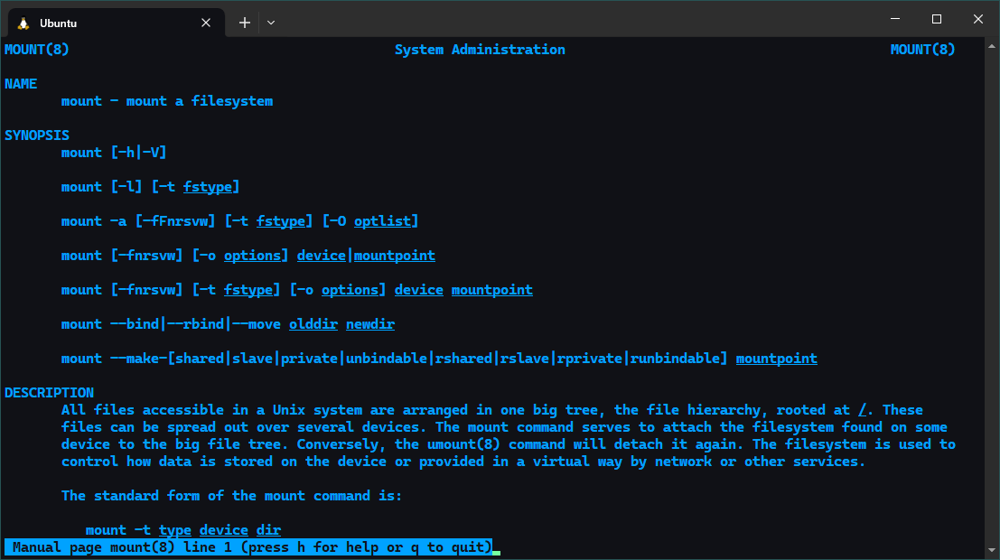 Ubuntu
MOUNT(8) System Administration MOUNT(8)
NAME
mount - mount a filesystem
SYNOPSIS
mount [-h|-V]
mount [-l] [-t fstype]
mount -a [-fFnrsvw] [-t fstype] [-O optlist]
mount [-fnrsvw] [-o options] device|mountpoint
mount [-fnrsvw] [-t fstype] [-o options] device mountpoint
mount --bind|--rbind|--move olddir newdir
mount --make-[shared|slave|private|unbindable|rshared|rslave|rprivate|runbindable] mountpoint
DESCRIPTION
All files accessible in a Unix system are arranged in one big tree, the file hierarchy, rooted at /. These
files can be spread out over several devices. The mount command serves to attach the filesystem found on some
device to the big file tree. Conversely, the umount(8) command will detach it again. The filesystem is used to
control how data is stored on the device or provided in a virtual way by network or other services.
The standard form of the mount command is:
mount -t type device dir
Manual page mount(8) line 1 (press h for help or q to quit)